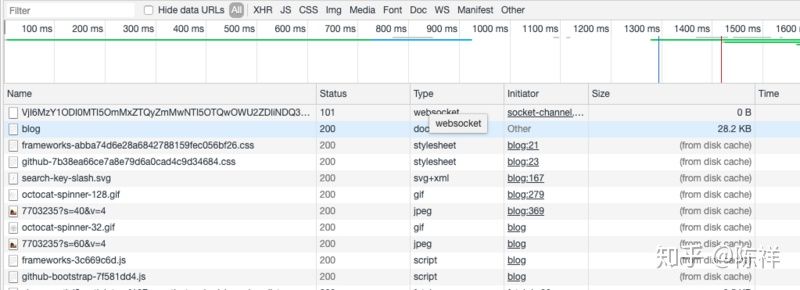 Filter Hide data URLs All XHR JS CSS Img Media Font Doc WS Manifest Other
100 ms 200 ms 300 ms 400 ms 500 ms 600 ms 700 ms 800 ms 900 ms 1000 ms 1100 ms 1200 ms 1300 ms 1400 ms 1500 ms 1600 ms
Name Status Type Initiator Size Time
101 websocket socket-channel.… 0 B
websocket
blog 200 Other 28.2 KB
frameworks-abba74d6e28a6842788159fec056bf26.css 200 stylesheet blog:21 (from disk cache)
github-7b38ea66ce7a8e79d6a0cad4c9d34684.css 200 stylesheet blog:23 (from disk cache)
search-key-slash.svg 200 svg+xml blog:167 (from disk cache)
octocat-spinner-128.gif 200 gif blog:279 (from disk cache)
7703235?s=40&v=4 200 jpeg blog:369 (from disk cache)
octocat-spinner-32.gif 200 gif blog (from disk cache)
7703235?s=60&v=4 200 jpeg blog (from disk cache)
frameworks-3c669c6d.js 200 script blog (from disk cache)
github-bootstrap-7f581dd4.js 200 script blog (from disk cache)
知乎 @陈祥